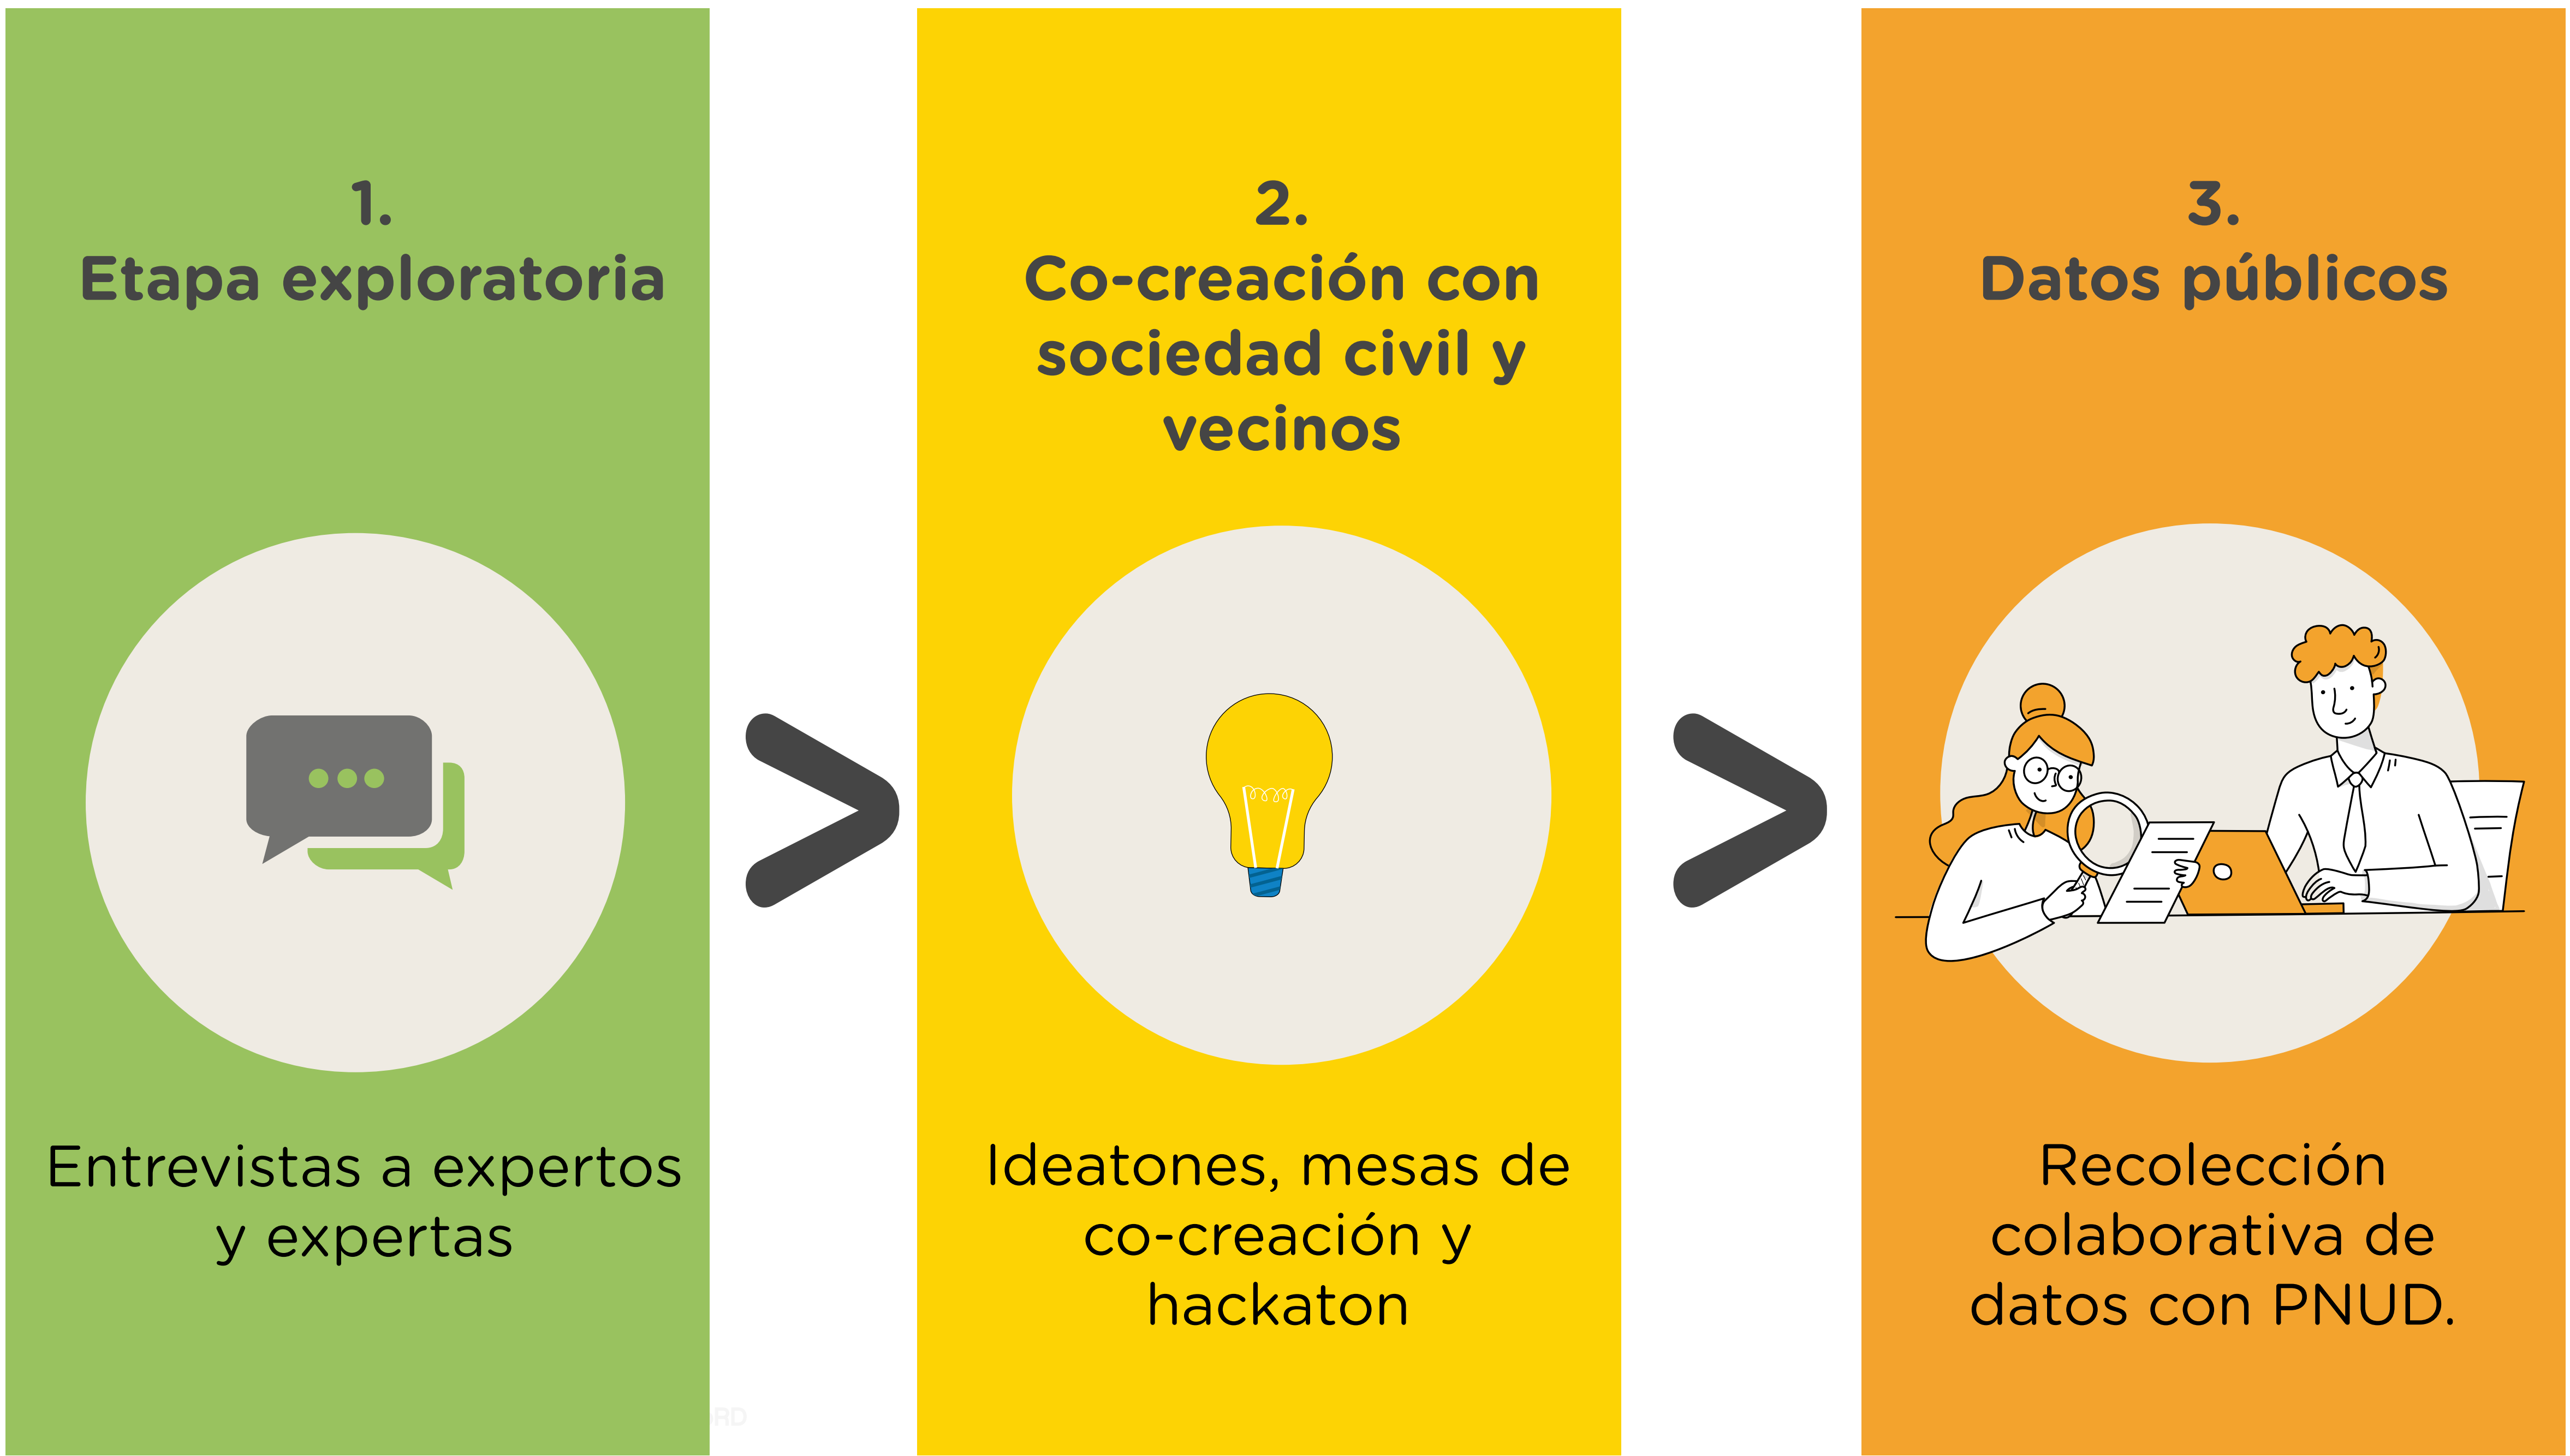 1.
Etapa exploratoria
Entrevistas a expertos
y expertas
>
2.
Co-creación con
sociedad civil y
vecinos
Ideatones, mesas de
co-creación y
hackaton
>
3.
Datos públicos
Recolección
colaborativa de
datos con PNUD.